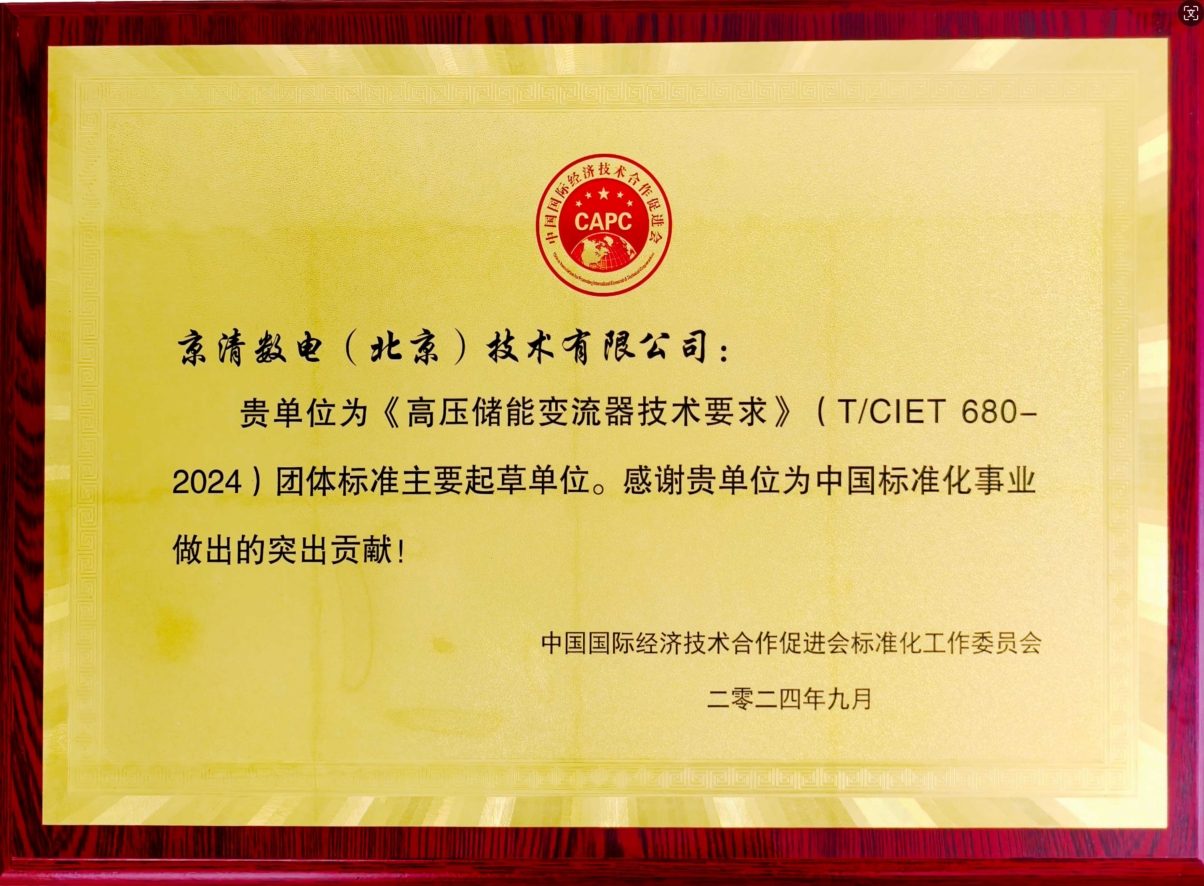 中国国际经济技术合作促进会
CAPC
京清数电（北京）技术有限公司：
贵单位为《高压储能变流器技术要求》（T/CIET 680-
2024）团体标准主要起草单位。感谢贵单位为中国标准化事业
做出的突出贡献！
中国国际经济技术合作促进会标准化工作委员会
二零二四年九月